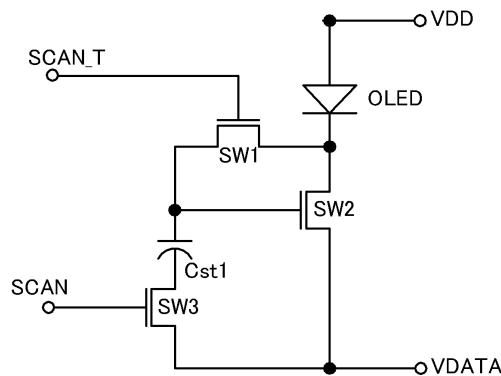 VDD
SCAN_T
OLED
SW1
SW2
Cst1
SCAN
SW3
VDATA